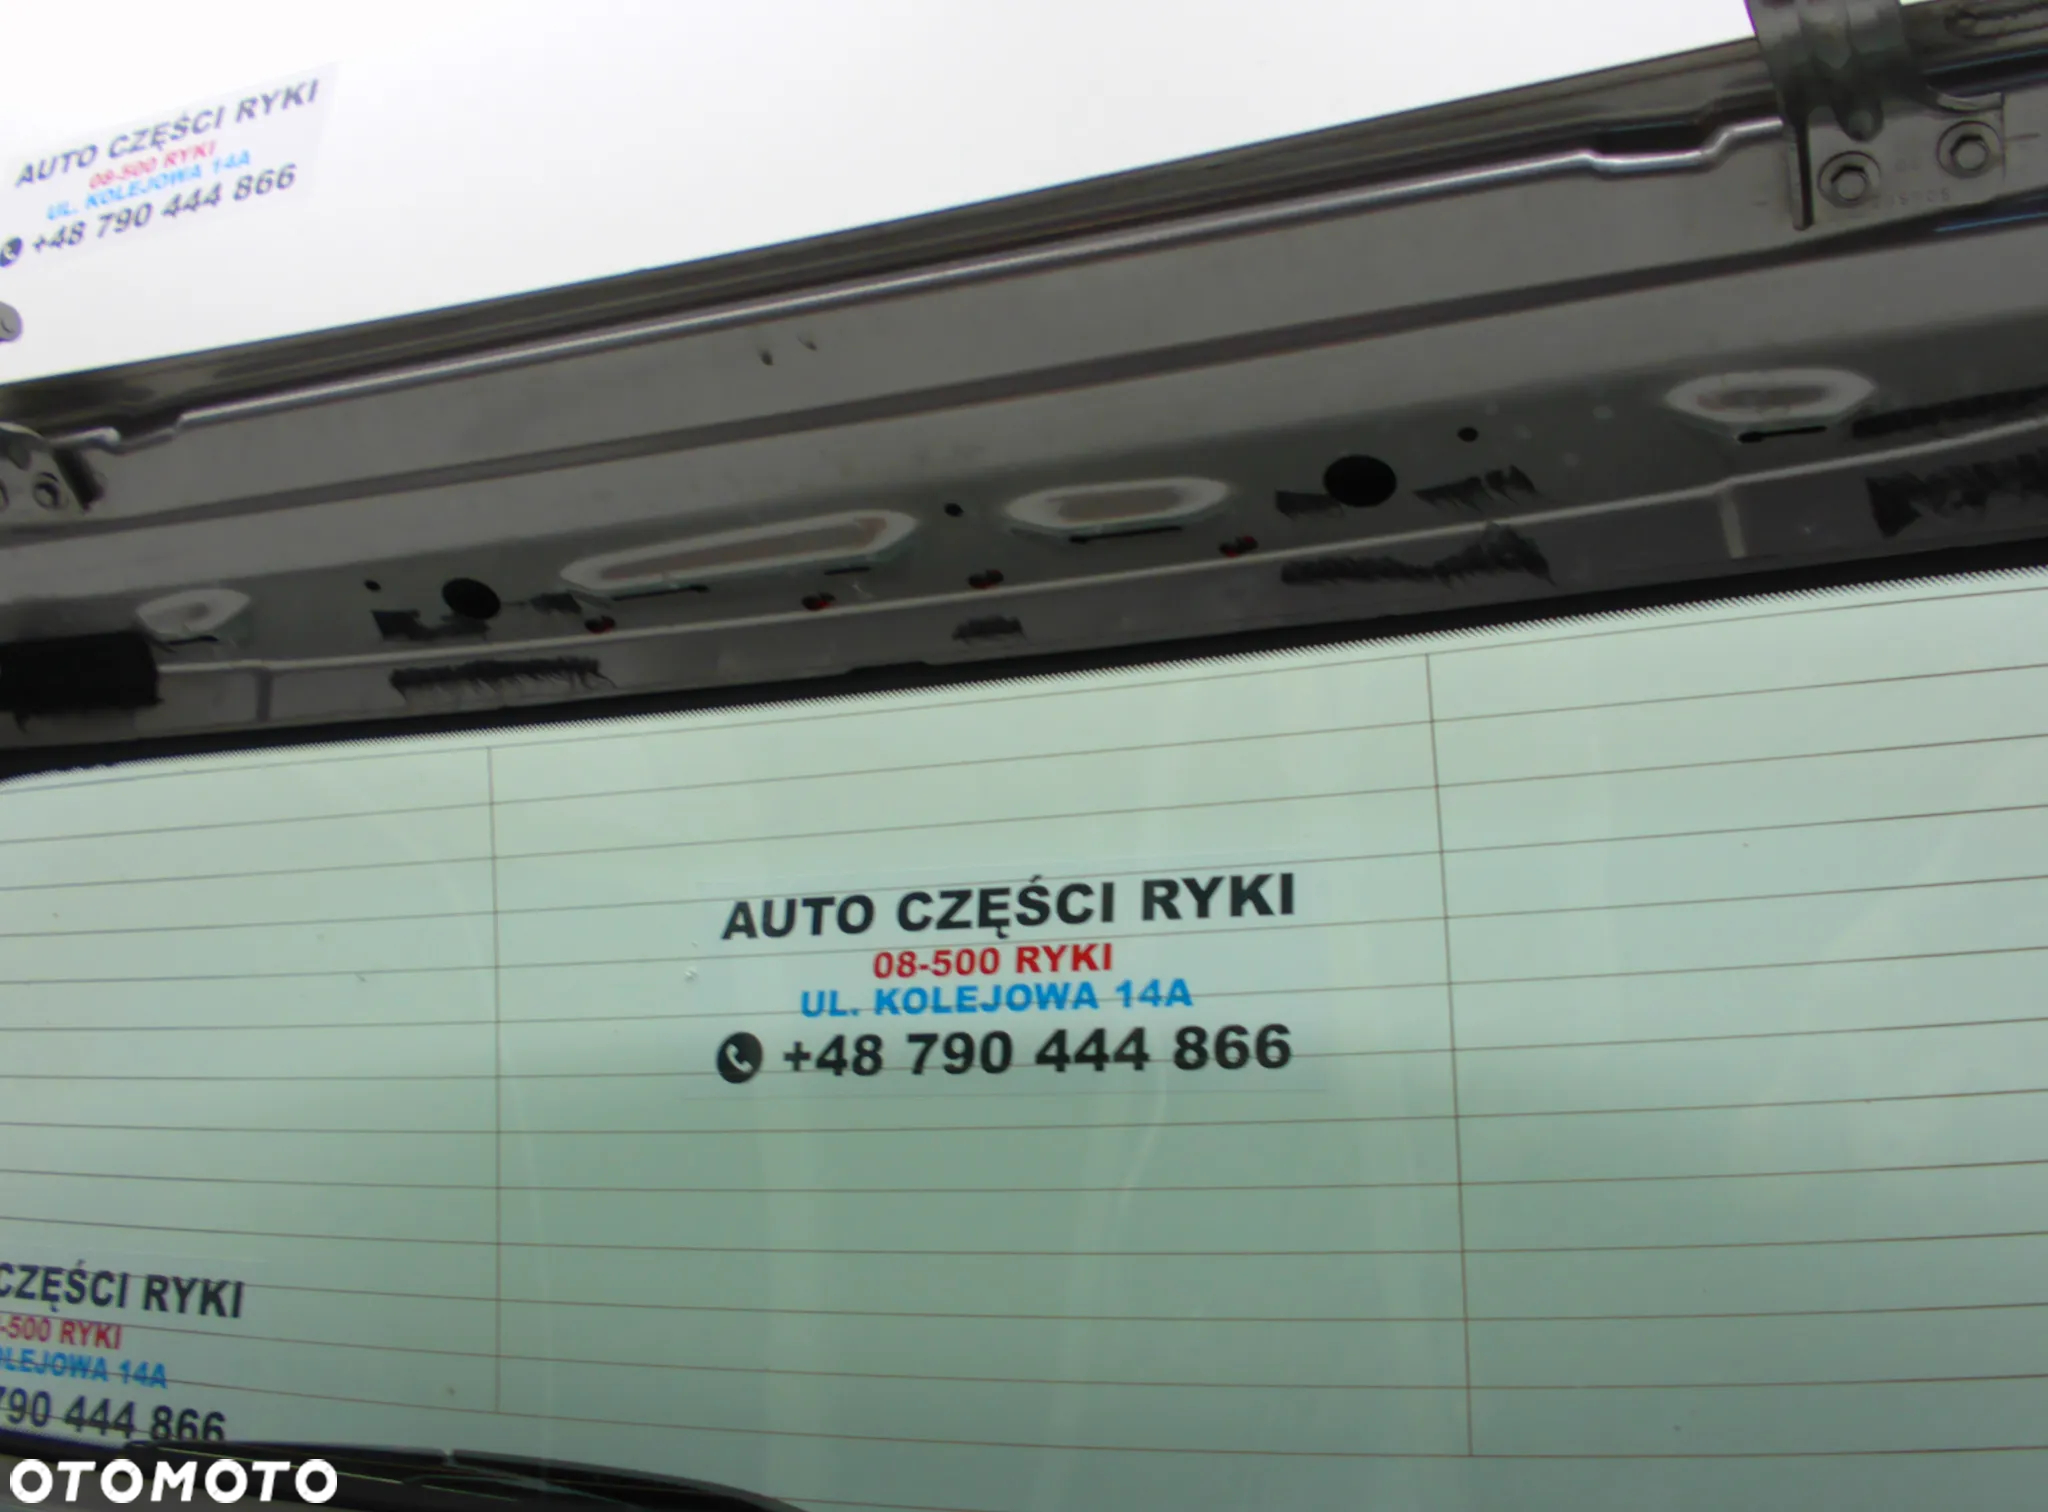 AUTO CZĘŚCI RYKI
08-500 RYKI
UL. KOLEJOWA 14A
+48 790 444 866
AUTO CZĘŚCI RYKI
08-500 RYKI
UL. KOLEJOWA 14A
+48 790 444 866
CZĘŚCI RYKI
-500 RYKI
OLEJOWA 14A
790 444 866
OTOMOTO